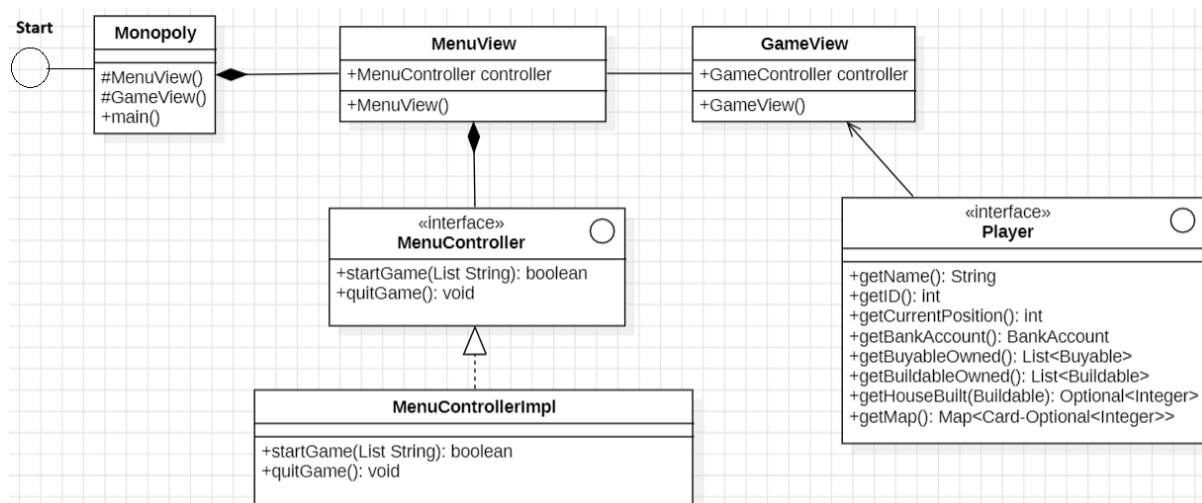 Start
Monopoly
#MenuView()
#GameView()
+main()
MenuView
+MenuController controller
+MenuView()
GameView
+GameController controller
+GameView()
«interface»
MenuController
+startGame(List String): boolean
+quitGame(): void
MenuControllerImpl
+startGame(List String): boolean
+quitGame(): void
«interface»
Player
+getName(): String
+getID(): int
+getCurrentPosition(): int
+getBankAccount(): BankAccount
+getBuyableOwned(): List<Buyable>
+getBuildableOwned(): List<Buildable>
+getHouseBuilt(Buildable): Optional<Integer>
+getMap(): Map<Card-Optional<Integer>>